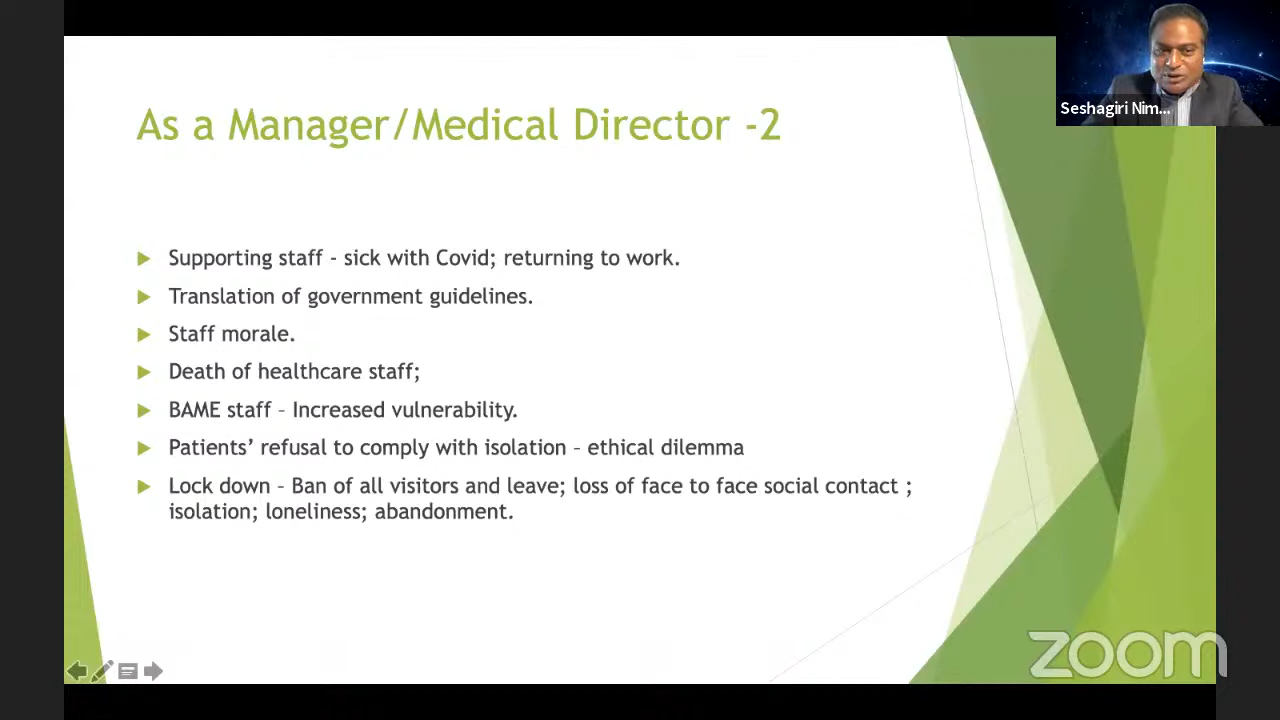 Seshagiri Nim...
As a Manager/Medical Director -2
Supporting staff - sick with Covid; returning to work.
Translation of government guidelines.
Staff morale.
Death of healthcare staff;
BAME staff – Increased vulnerability.
Patients’ refusal to comply with isolation – ethical dilemma
Lock down – Ban of all visitors and leave; loss of face to face social contact ;
isolation; loneliness; abandonment.
zoom